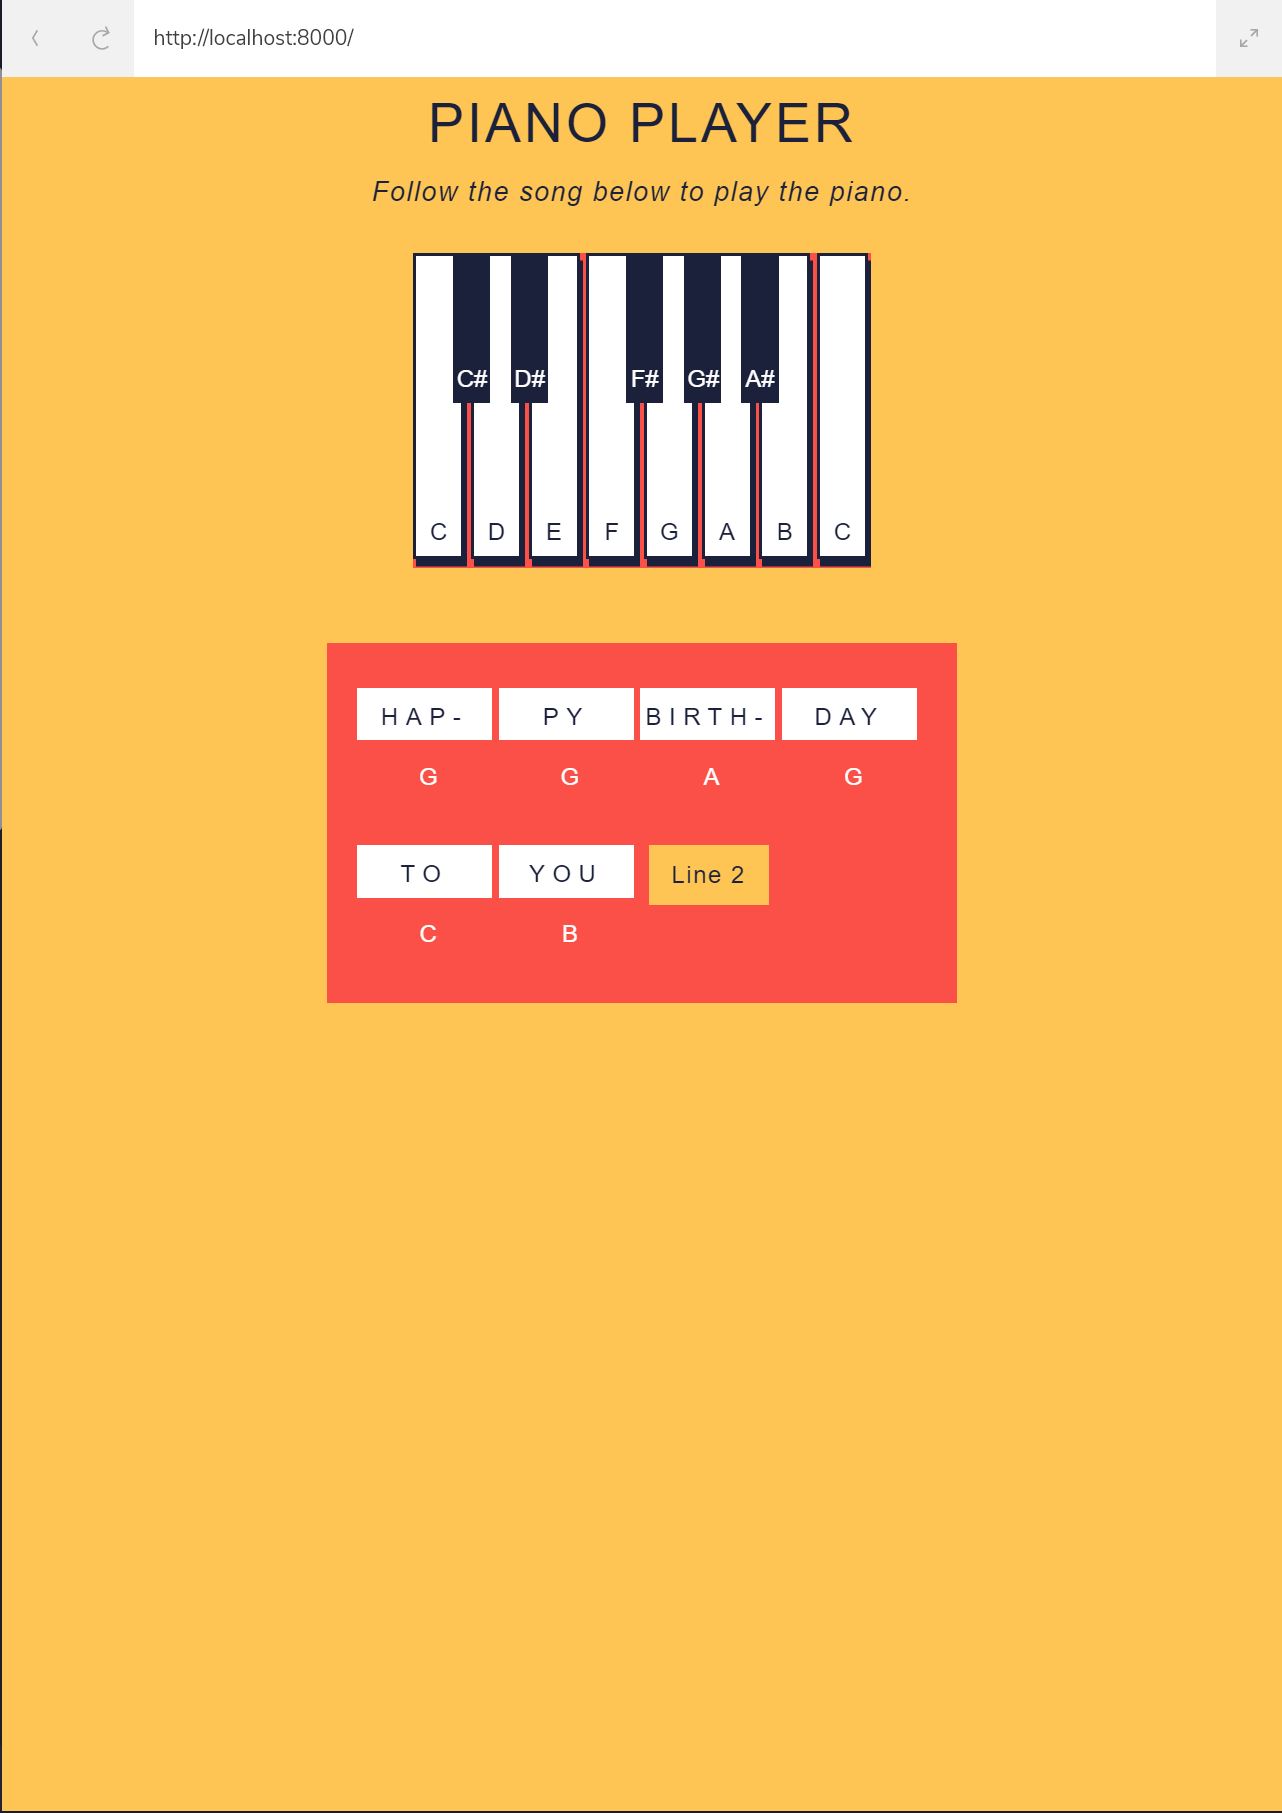 http://localhost:8000/
PIANO PLAYER
Follow the song below to play the piano.
C# D# F# G# A#
C D E F G A B C
HAP- PY BIRTH- DAY
G G A G
TO YOU Line 2
C B